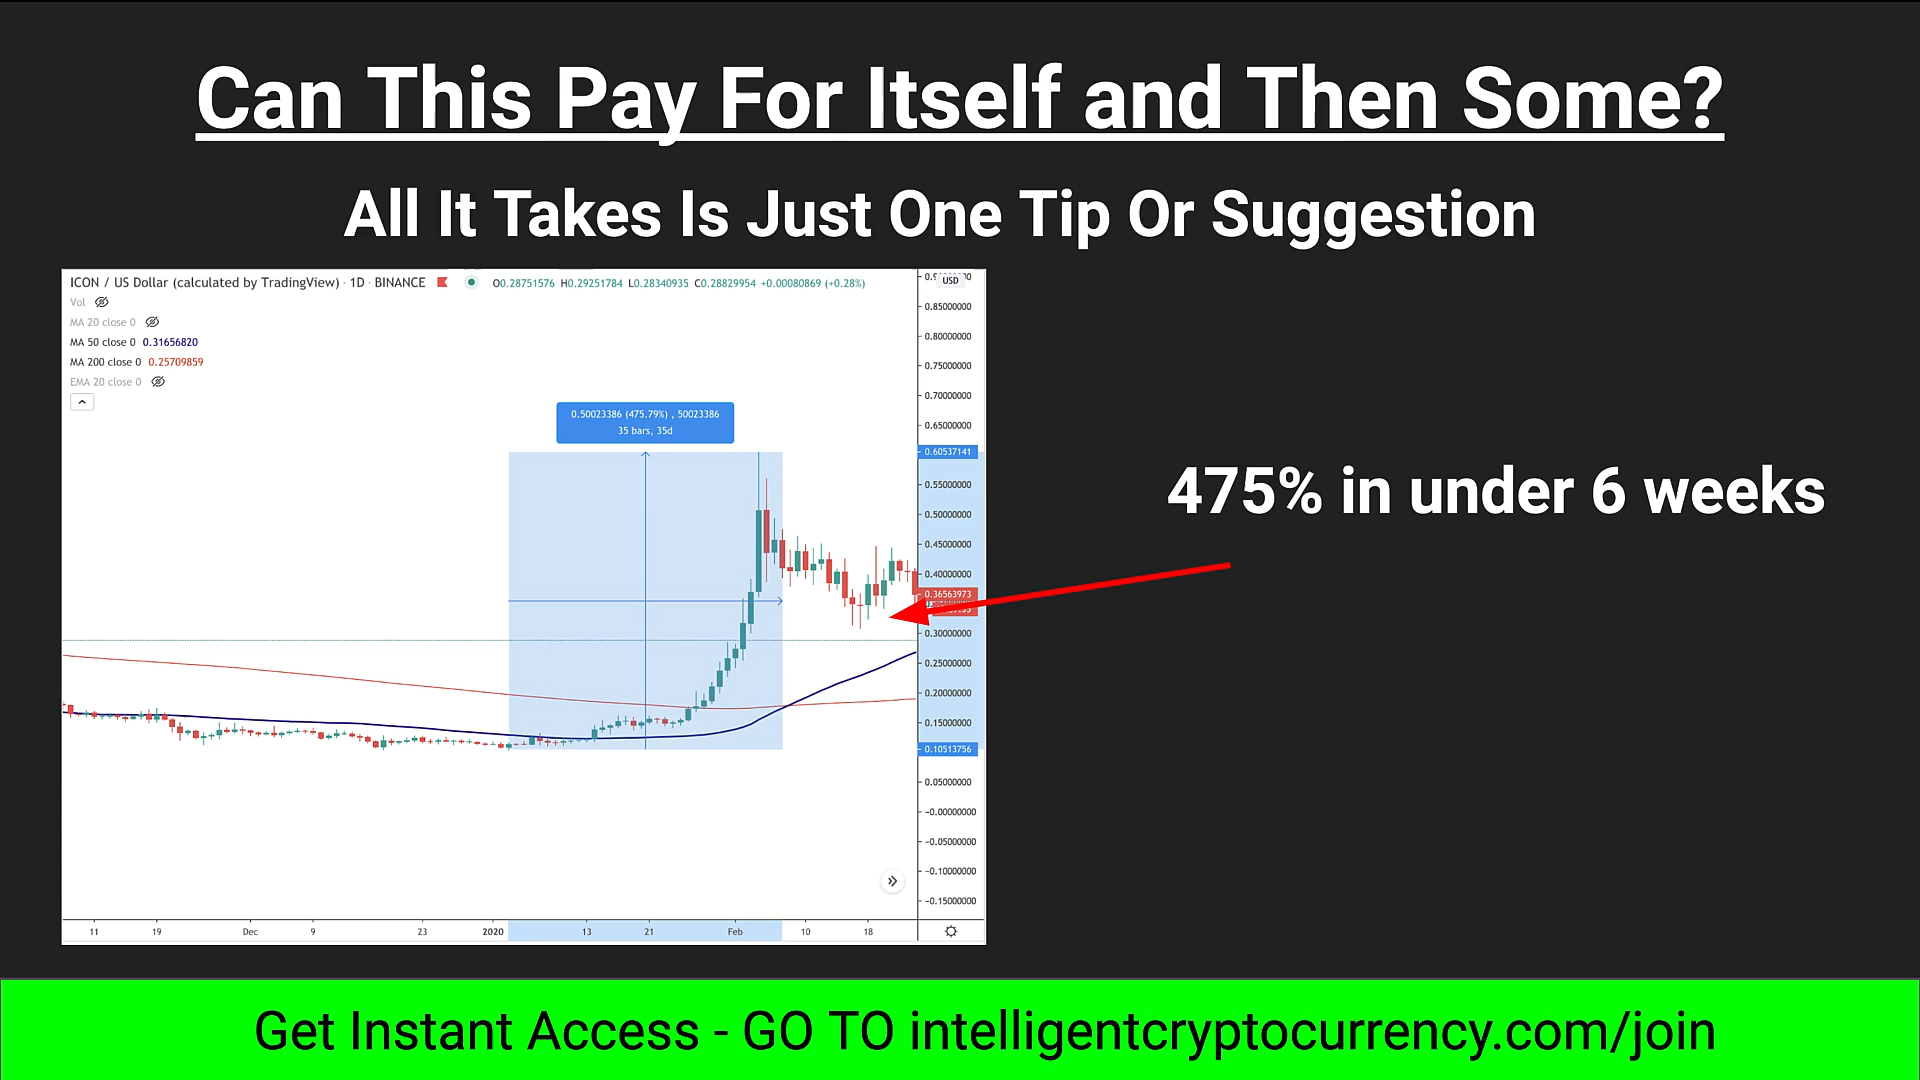 Can This Pay For Itself and Then Some?
All It Takes Is Just One Tip Or Suggestion
ICON / US Dollar (calculated by TradingView) · 1D · BINANCE O0.28751576 H0.29251784 L0.28340935 C0.28829954 +0.00080869 (+0.28%)
USD
Vol
MA 20 close 0
MA 50 close 0 0.31656820
MA 200 close 0 0.25709859
EMA 20 close 0
0.50023386 (475.79%) , 50023386
35 bars, 35d
0.85000000
0.80000000
0.75000000
0.70000000
0.65000000
0.60537141
0.55000000
0.50000000
0.45000000
0.40000000
0.36563973
0.30000000
0.25000000
0.20000000
0.15000000
0.10513756
0.05000000
-0.00000000
-0.05000000
-0.10000000
-0.15000000
11 19 Dec 9 23 2020 13 21 Feb 10 18
475% in under 6 weeks
Get Instant Access - GO TO intelligentcryptocurrency.com/join